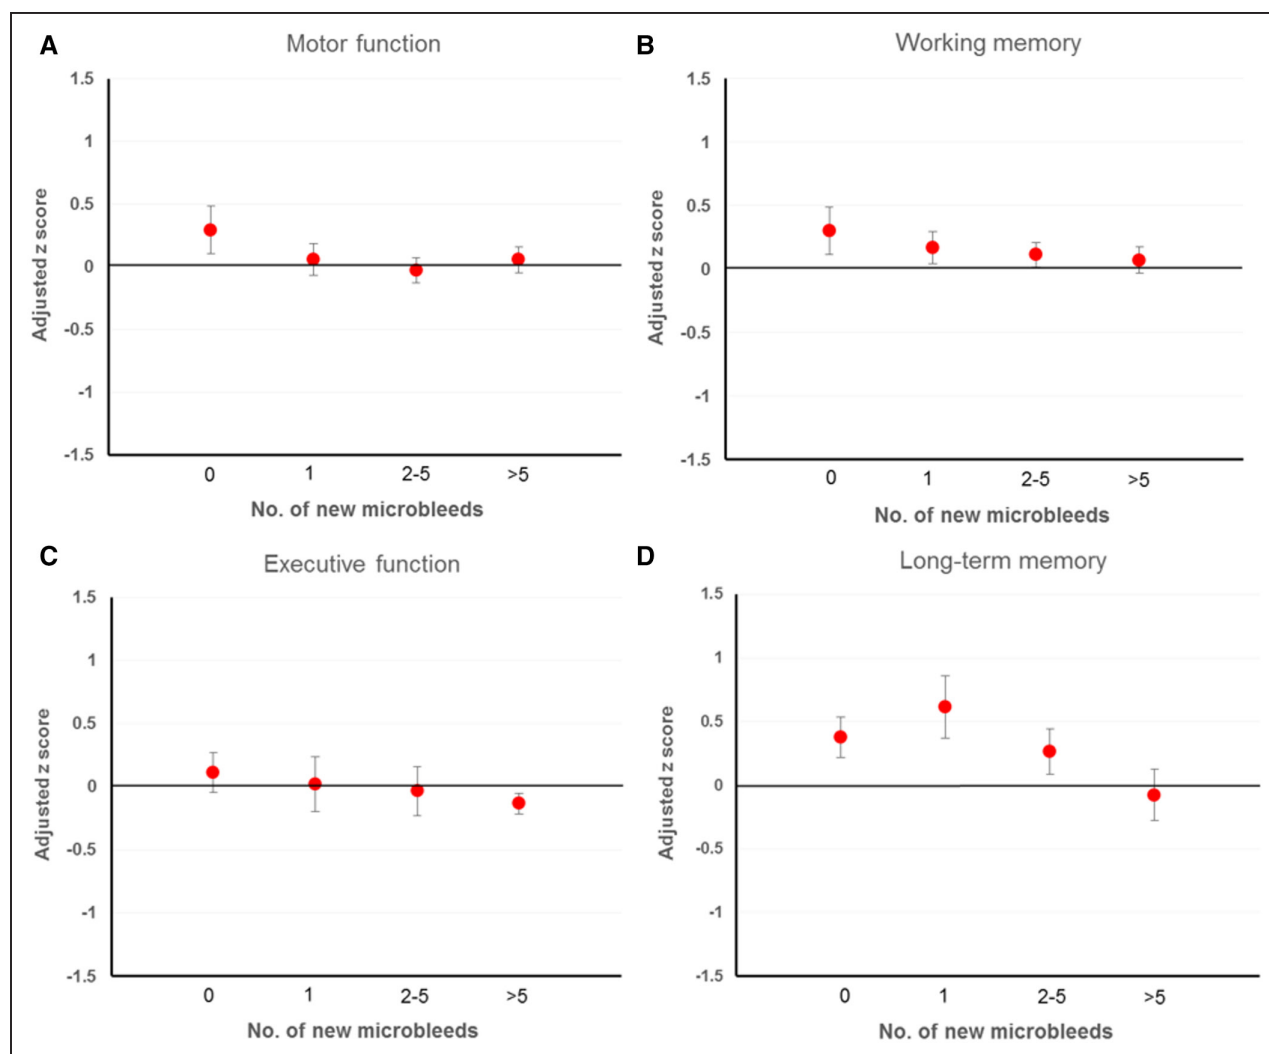 A
Motor function
1.5
1
0.5
0
-0.5
-1
-1.5
Adjusted z score
0 1 2-5 >5
No. of new microbleeds
B
Working memory
1.5
1
0.5
0
-0.5
-1
-1.5
Adjusted z score
0 1 2-5 >5
No. of new microbleeds
C
Executive function
1.5
1
0.5
0
-0.5
-1
-1.5
Adjusted z score
0 1 2-5 >5
No. of new microbleeds
D
Long-term memory
1.5
1
0.5
0
-0.5
-1
-1.5
Adjusted z score
0 1 2-5 >5
No. of new microbleeds